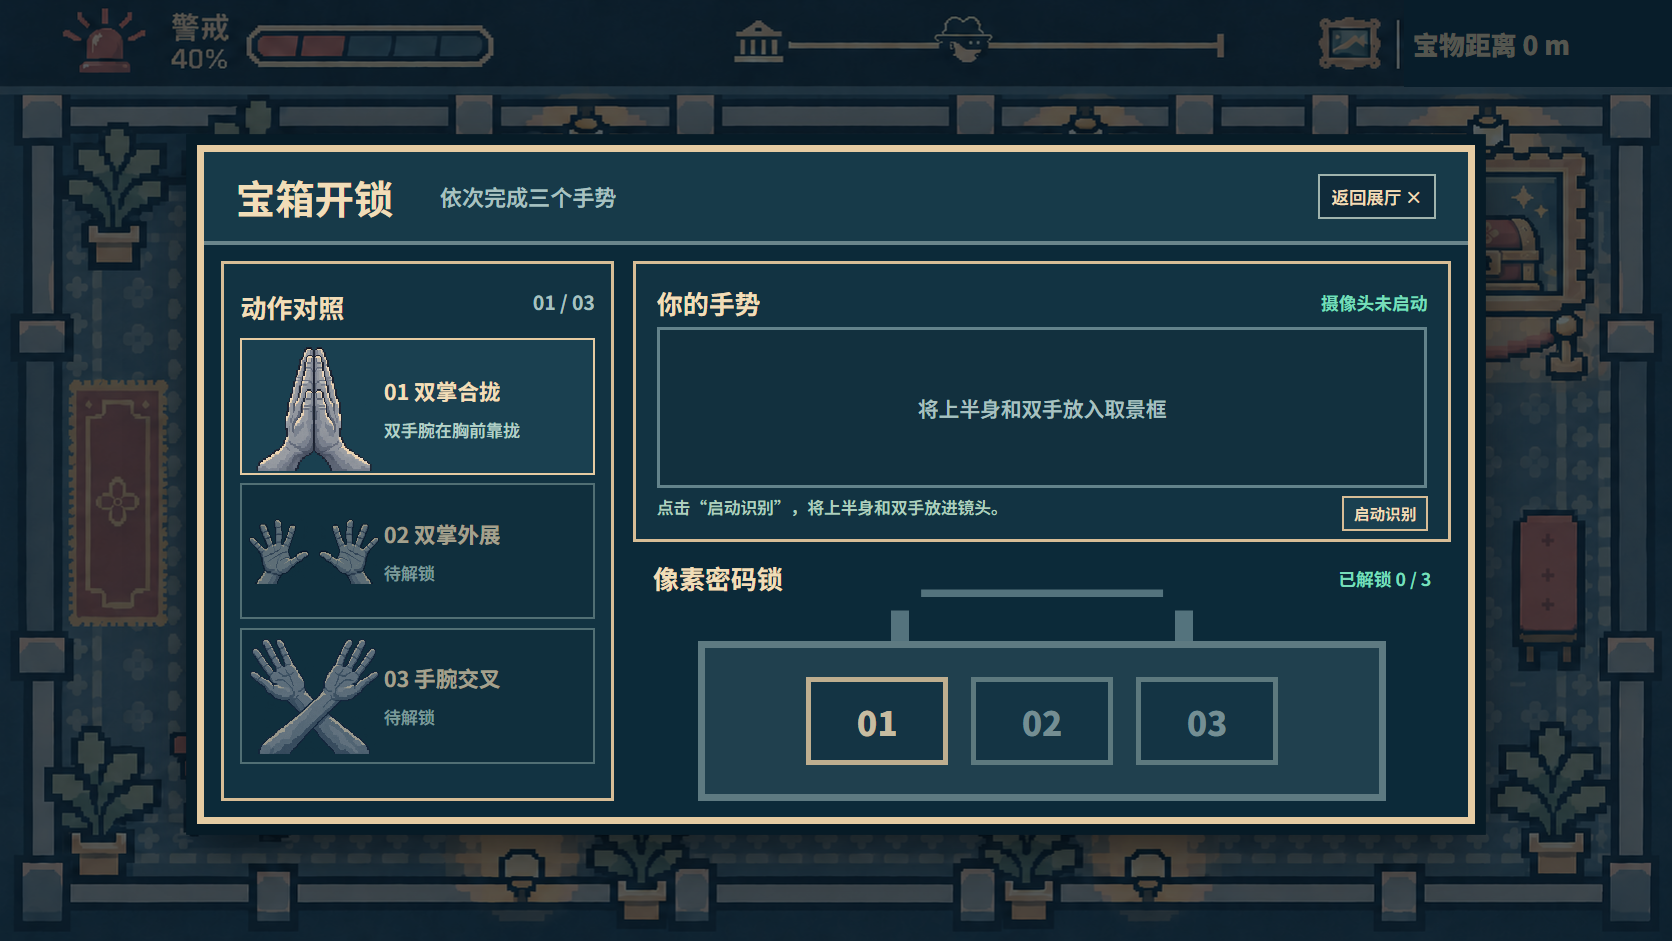 警戒
40%
宝物距离 0 m
宝箱开锁
依次完成三个手势
返回展厅 ×
动作对照
01 / 03
01 双掌合拢
双手腕在胸前靠拢
02 双掌外展
待解锁
03 手腕交叉
待解锁
你的手势
摄像头未启动
将上半身和双手放入取景框
点击“启动识别”，将上半身和双手放进镜头。
启动识别
像素密码锁
已解锁 0 / 3
01
02
03